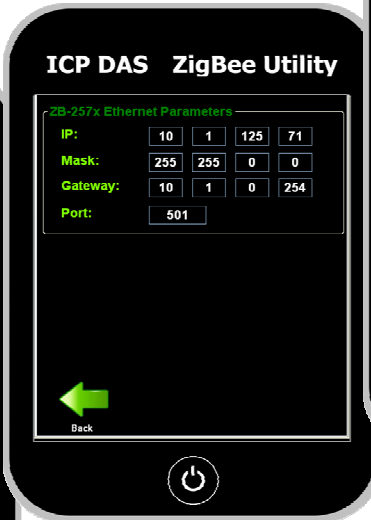 ICP DAS ZigBee Utility
ZB-257x Ethernet Parameters
IP: 10 1 125 71
Mask: 255 255 0 0
Gateway: 10 1 0 254
Port: 501
Back